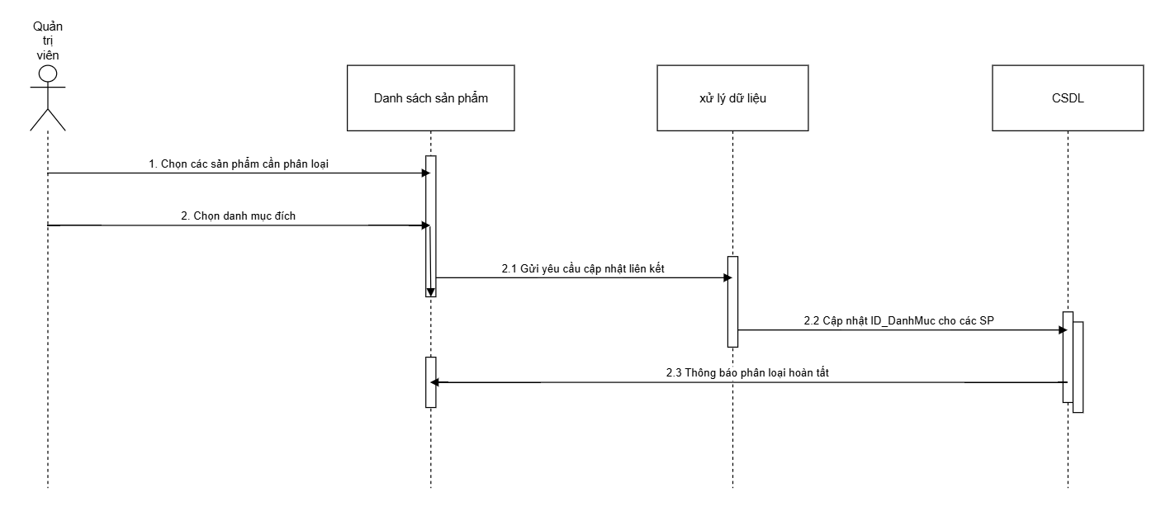 Quản
trị
viên
Danh sách sản phẩm
xử lý dữ liệu
CSDL
1. Chọn các sản phẩm cần phân loại
2. Chọn danh mục đích
2.1 Gửi yêu cầu cập nhật liên kết
2.2 Cập nhật ID_DanhMuc cho các SP
2.3 Thông báo phân loại hoàn tất